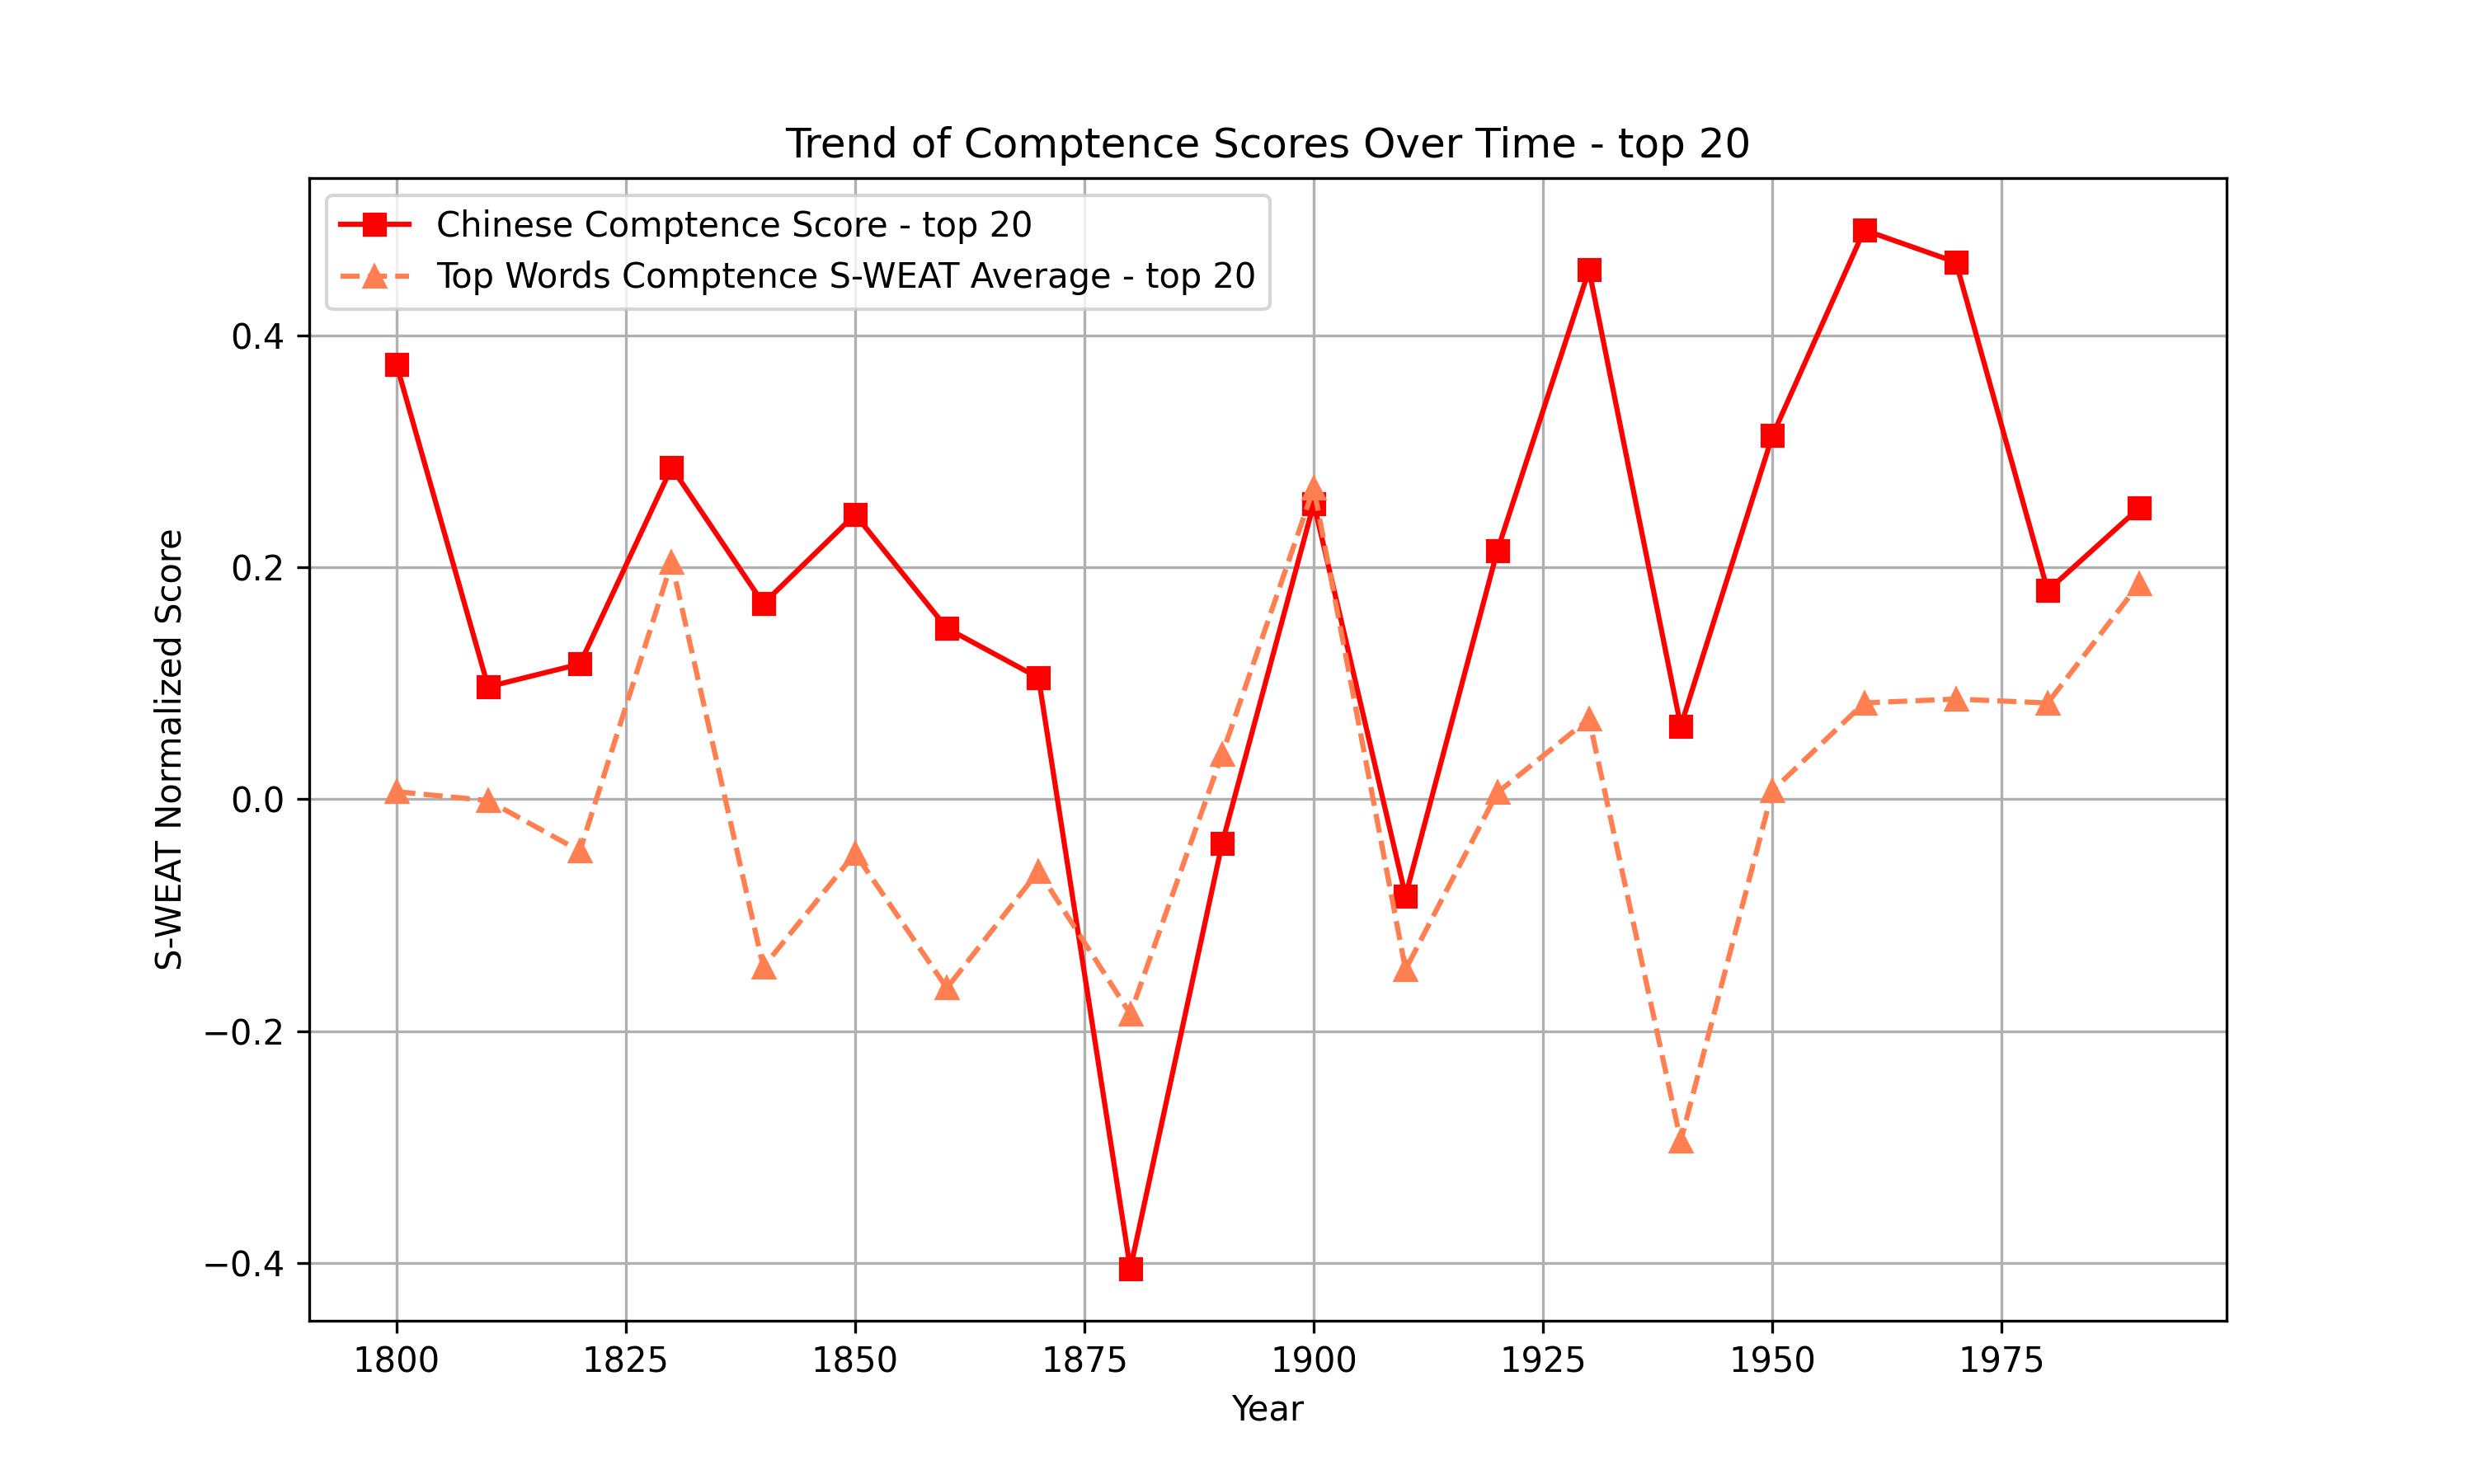 Trend of Comptence Scores Over Time - top 20
Chinese Comptence Score - top 20
Top Words Comptence S-WEAT Average - top 20
S-WEAT Normalized Score
0.4
0.2
0.0
−0.2
−0.4
1800 1825 1850 1875 1900 1925 1950 1975
Year